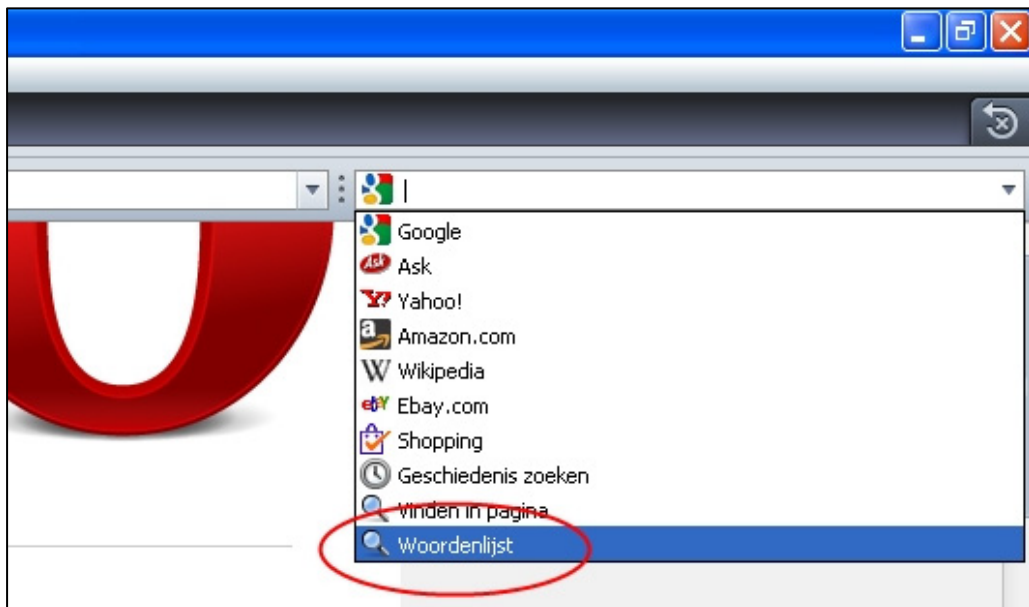 Google
Ask
Yahoo!
Amazon.com
Wikipedia
Ebay.com
Shopping
Geschiedenis zoeken
Vinden in pagina
Woordenlijst